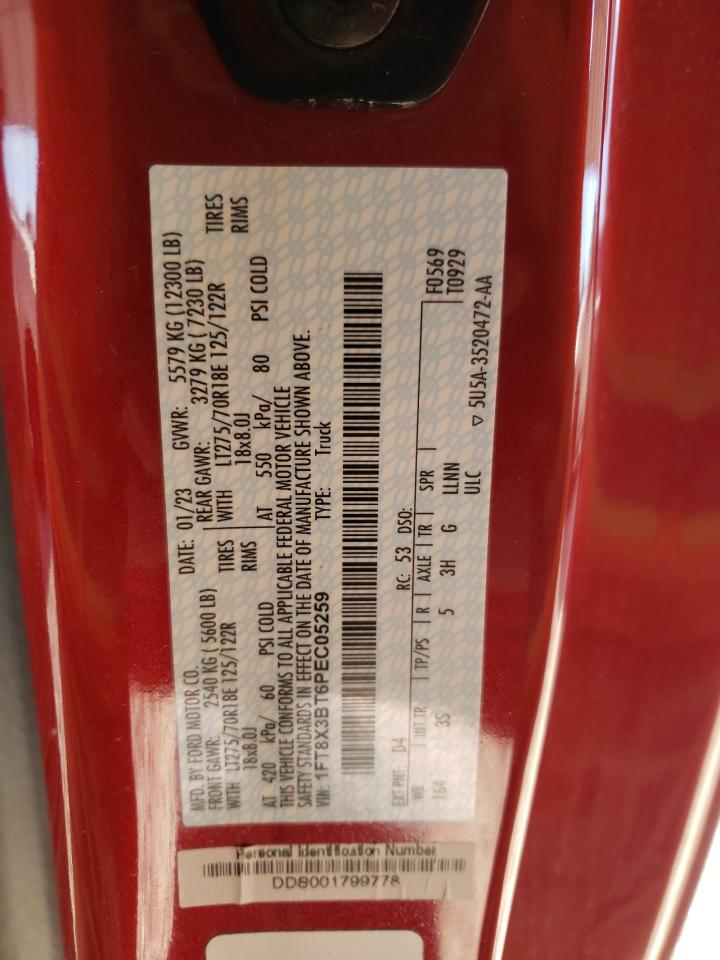 MFD. BY FORD MOTOR CO.
DATE: 01/23 GVWR: 5579 KG (12300 LB)
FRONT GAWR: 2540 KG ( 5600 LB) REAR GAWR: 3279 KG ( 7230 LB)
WITH LT275/70R18E 125/122R TIRES WITH LT275/70R18E 125/122R TIRES
18x8.0J RIMS 18x8.0J RIMS
AT 420 kPa/ 60 PSI COLD AT 550 kPa/ 80 PSI COLD
THIS VEHICLE CONFORMS TO ALL APPLICABLE FEDERAL MOTOR VEHICLE
SAFETY STANDARDS IN EFFECT ON THE DATE OF MANUFACTURE SHOWN ABOVE.
VIN: 1FT8X3BT6PEC05259 TYPE: Truck
EXT PNT: D4 RC: 53 DSO: F0569
WB INT TR TP/PS R AXLE TR SPR T0929
164 3S 5 3H G LLNN
ULC
▽ 5U5A-3520472-AA
Personal Identification Number
DD8001799778